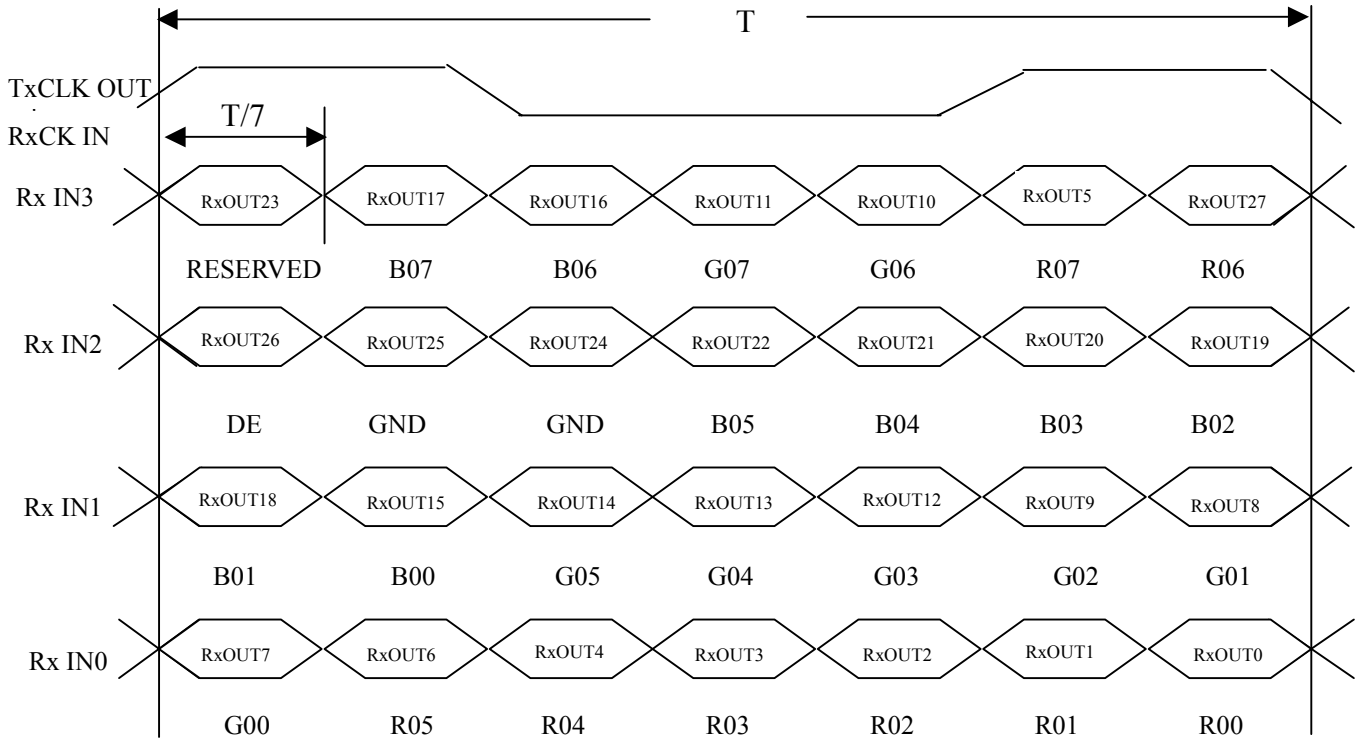 T
TxCLK OUT
RxCK IN
T/7
Rx IN3 RxOUT23 RxOUT17 RxOUT16 RxOUT11 RxOUT10 RxOUT5 RxOUT27
RESERVED B07 B06 G07 G06 R07 R06
Rx IN2 RxOUT26 RxOUT25 RxOUT24 RxOUT22 RxOUT21 RxOUT20 RxOUT19
DE GND GND B05 B04 B03 B02
Rx IN1 RxOUT18 RxOUT15 RxOUT14 RxOUT13 RxOUT12 RxOUT9 RxOUT8
B01 B00 G05 G04 G03 G02 G01
Rx IN0 RxOUT7 RxOUT6 RxOUT4 RxOUT3 RxOUT2 RxOUT1 RxOUT0
G00 R05 R04 R03 R02 R01 R00